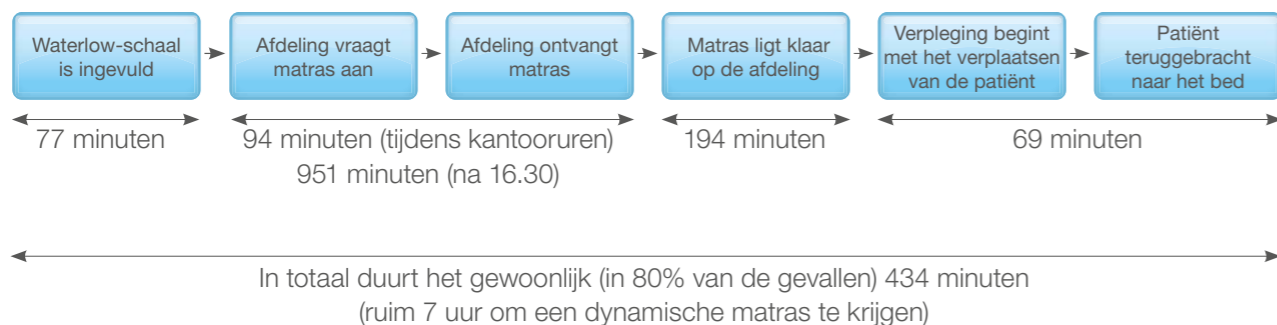 Waterlow-schaal
is ingevuld
Afdeling vraagt
matras aan
Afdeling ontvangt
matras
Matras ligt klaar
op de afdeling
Verpleging begint
met het verplaatsen
van de patiënt
Patiënt
teruggebracht
naar het bed
77 minuten
94 minuten (tijdens kantooruren)
951 minuten (na 16.30)
194 minuten
69 minuten
In totaal duurt het gewoonlijk (in 80% van de gevallen) 434 minuten
(ruim 7 uur om een dynamische matras te krijgen)